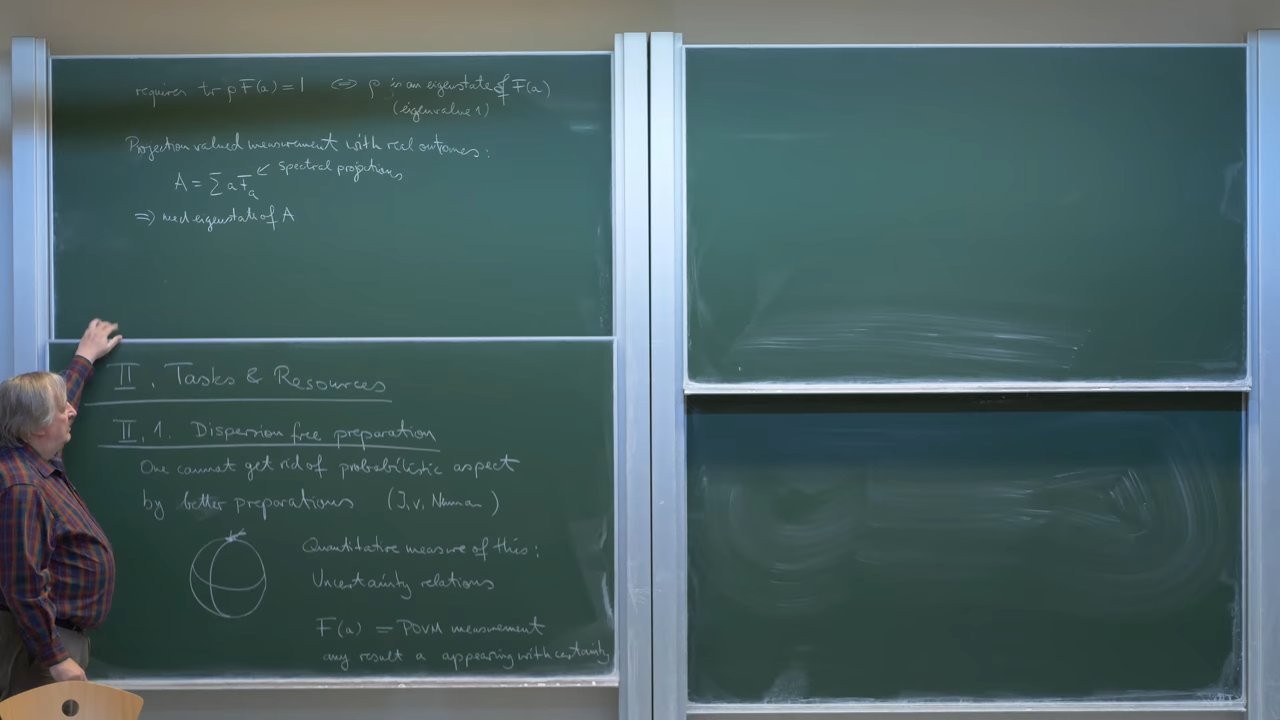 requires tr ρ F(a) = 1 ⟺ ρ is an eigenstate of F(a)
(eigenvalue 1)
Projection valued measurement with real outcomes:
A = ∑ a F_a ↙ spectral projections
⇒ need eigenstate of A
II. Tasks & Resources
II.1. Dispersion free preparation
One cannot get rid of probabilistic aspect
by better preparations (J.v. Neuman)
Quantitative measure of this:
Uncertainty relations
F(a) = POVM measurement
any result a appearing with certainty